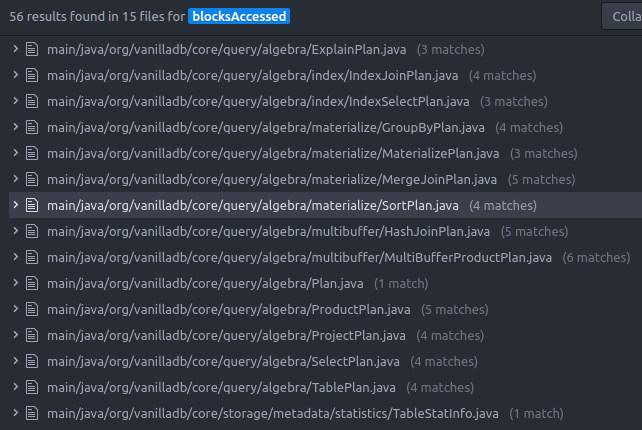 56 results found in 15 files for blocksAccessed
Colla
main/java/org/vanilladb/core/query/algebra/ExplainPlan.java (3 matches)
main/java/org/vanilladb/core/query/algebra/index/IndexJoinPlan.java (4 matches)
main/java/org/vanilladb/core/query/algebra/index/IndexSelectPlan.java (3 matches)
main/java/org/vanilladb/core/query/algebra/materialize/GroupByPlan.java (4 matches)
main/java/org/vanilladb/core/query/algebra/materialize/MaterializePlan.java (3 matches)
main/java/org/vanilladb/core/query/algebra/materialize/MergeJoinPlan.java (5 matches)
main/java/org/vanilladb/core/query/algebra/materialize/SortPlan.java (4 matches)
main/java/org/vanilladb/core/query/algebra/multibuffer/HashJoinPlan.java (5 matches)
main/java/org/vanilladb/core/query/algebra/multibuffer/MultiBufferProductPlan.java (6 matches)
main/java/org/vanilladb/core/query/algebra/Plan.java (1 match)
main/java/org/vanilladb/core/query/algebra/ProductPlan.java (5 matches)
main/java/org/vanilladb/core/query/algebra/ProjectPlan.java (4 matches)
main/java/org/vanilladb/core/query/algebra/SelectPlan.java (4 matches)
main/java/org/vanilladb/core/query/algebra/TablePlan.java (4 matches)
main/java/org/vanilladb/core/storage/metadata/statistics/TableStatInfo.java (1 match)